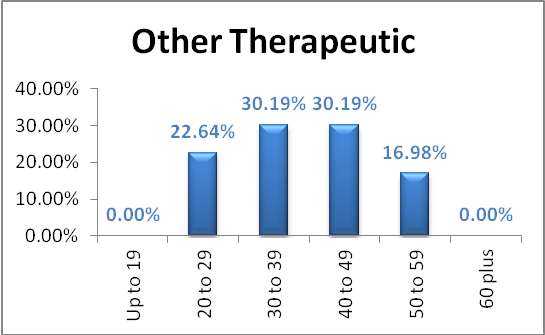 Other Therapeutic
40.00%
30.00%
20.00%
10.00%
0.00%
0.00%
22.64%
30.19%
30.19%
16.98%
0.00%
Up to 19
20 to 29
30 to 39
40 to 49
50 to 59
60 plus